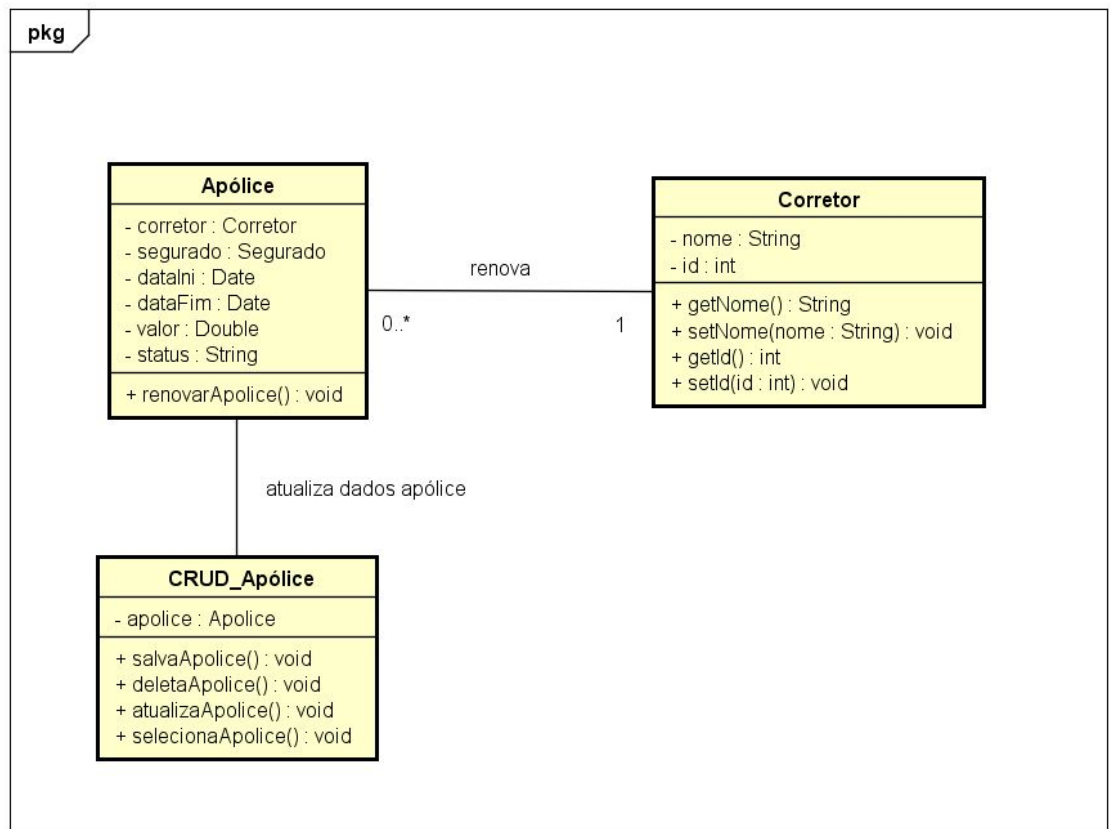 pkg
Apólice
- corretor : Corretor
- segurado : Segurado
- dataIni : Date
- dataFim : Date
- valor : Double
- status : String
+ renovarApolice() : void
renova
0..*
1
Corretor
- nome : String
- id : int
+ getNome() : String
+ setNome(nome : String) : void
+ getId() : int
+ setId(id : int) : void
atualiza dados apólice
CRUD_Apólice
- apolice : Apolice
+ salvaApolice() : void
+ deletaApolice() : void
+ atualizaApolice() : void
+ selecionaApolice() : void